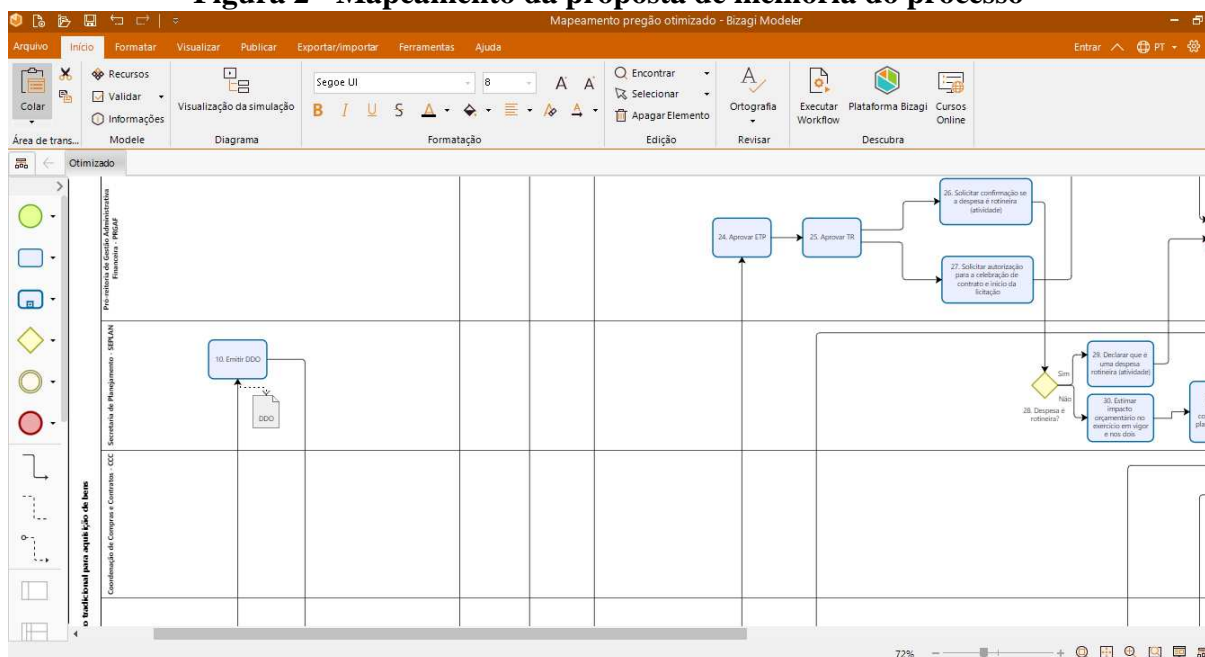 Figura 2 - Mapeamento da proposta de memória do processo
Mapeamento pregão otimizado - Bizagi Modeler
Arquivo
Início
Formatar
Visualizar
Publicar
Exportar/importar
Ferramentas
Ajuda
Entrar
PT
Colar
Recursos
Validar
Informações
Visualização da simulação
Segoe UI
8
A A
B I U S A
A
Encontrar
Selecionar
Apagar Elemento
Ortografia
Executar
Workflow
Plataforma Bizagi
Cursos
Online
Área de trans...
Modele
Diagrama
Formatação
Edição
Revisar
Descubra
Otimizado
Pró-reitoria de Gestão Administrativa
Financeira - PRGAF
24. Aprovar ETP
25. Aprovar TR
26. Solicitar confirmação se
a despesa é rotineira
(atividade)
27. Solicitar autorização
para a celebração de
contrato e início da
licitação
Secretaria de Planejamento - SEPLAN
10. Emitir DDO
DDO
28. Despesa é
rotineira?
Sim
Não
29. Declarar que é
uma despesa
rotineira (atividade)
30. Estimar
impacto
orçamentário no
exercício em vigor
e nos dois
co
pla
Coordenação de Compras e Contratos - CCC
o tradicional para aquisição de bens
72%